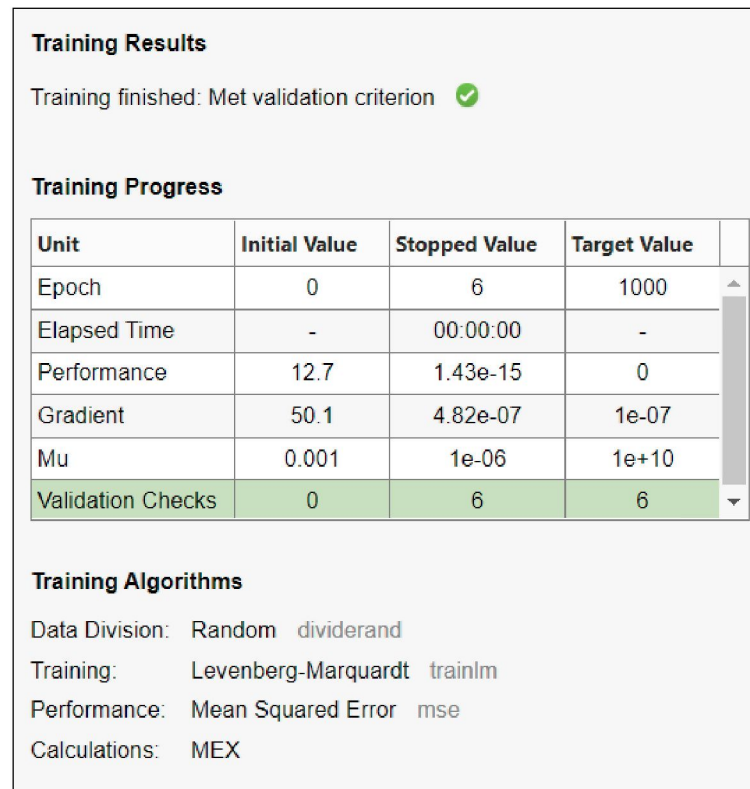 Training Results
Training finished: Met validation criterion
Training Progress
Unit Initial Value Stopped Value Target Value
Epoch 0 6 1000
Elapsed Time - 00:00:00 -
Performance 12.7 1.43e-15 0
Gradient 50.1 4.82e-07 1e-07
Mu 0.001 1e-06 1e+10
Validation Checks 0 6 6
Training Algorithms
Data Division: Random dividerand
Training: Levenberg-Marquardt trainlm
Performance: Mean Squared Error mse
Calculations: MEX